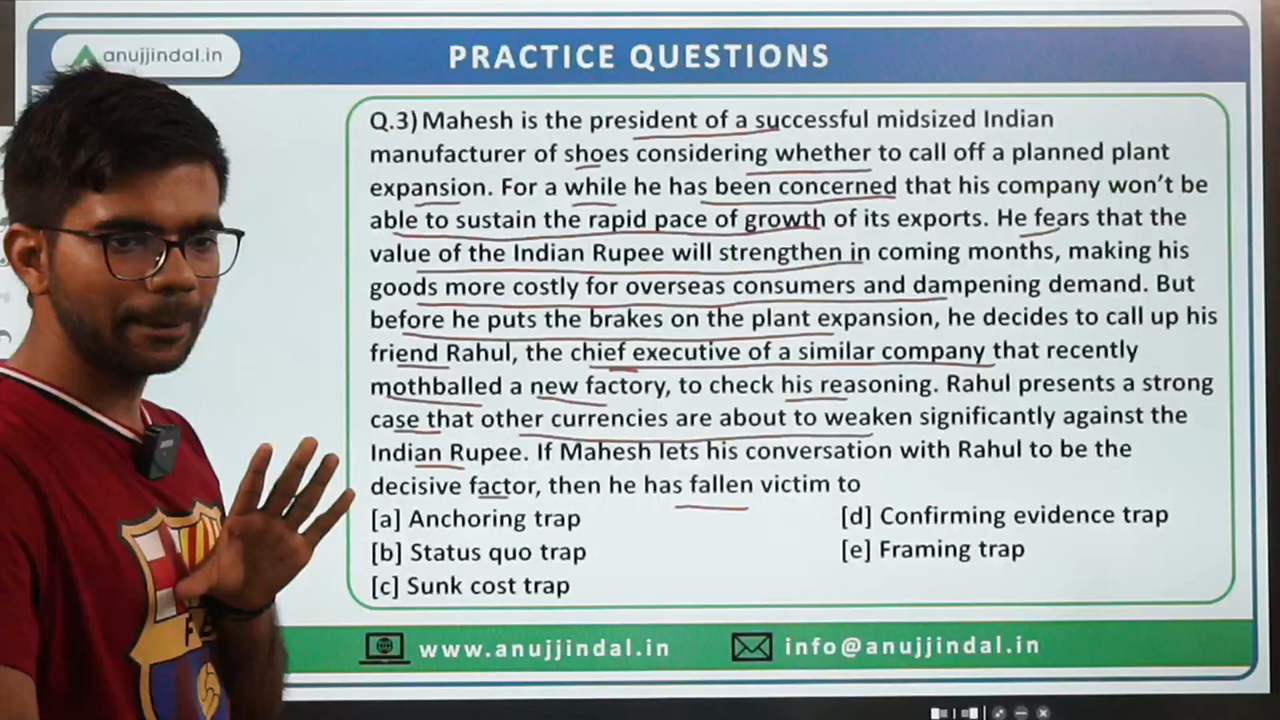 anujjindal.in
PRACTICE QUESTIONS
Q.3) Mahesh is the president of a successful midsized Indian
manufacturer of shoes considering whether to call off a planned plant
expansion. For a while he has been concerned that his company won't be
able to sustain the rapid pace of growth of its exports. He fears that the
value of the Indian Rupee will strengthen in coming months, making his
goods more costly for overseas consumers and dampening demand. But
before he puts the brakes on the plant expansion, he decides to call up his
friend Rahul, the chief executive of a similar company that recently
mothballed a new factory, to check his reasoning. Rahul presents a strong
case that other currencies are about to weaken significantly against the
Indian Rupee. If Mahesh lets his conversation with Rahul to be the
decisive factor, then he has fallen victim to
[a] Anchoring trap
[b] Status quo trap
[c] Sunk cost trap
[d] Confirming evidence trap
[e] Framing trap
www.anujjindal.in
info@anujjindal.in